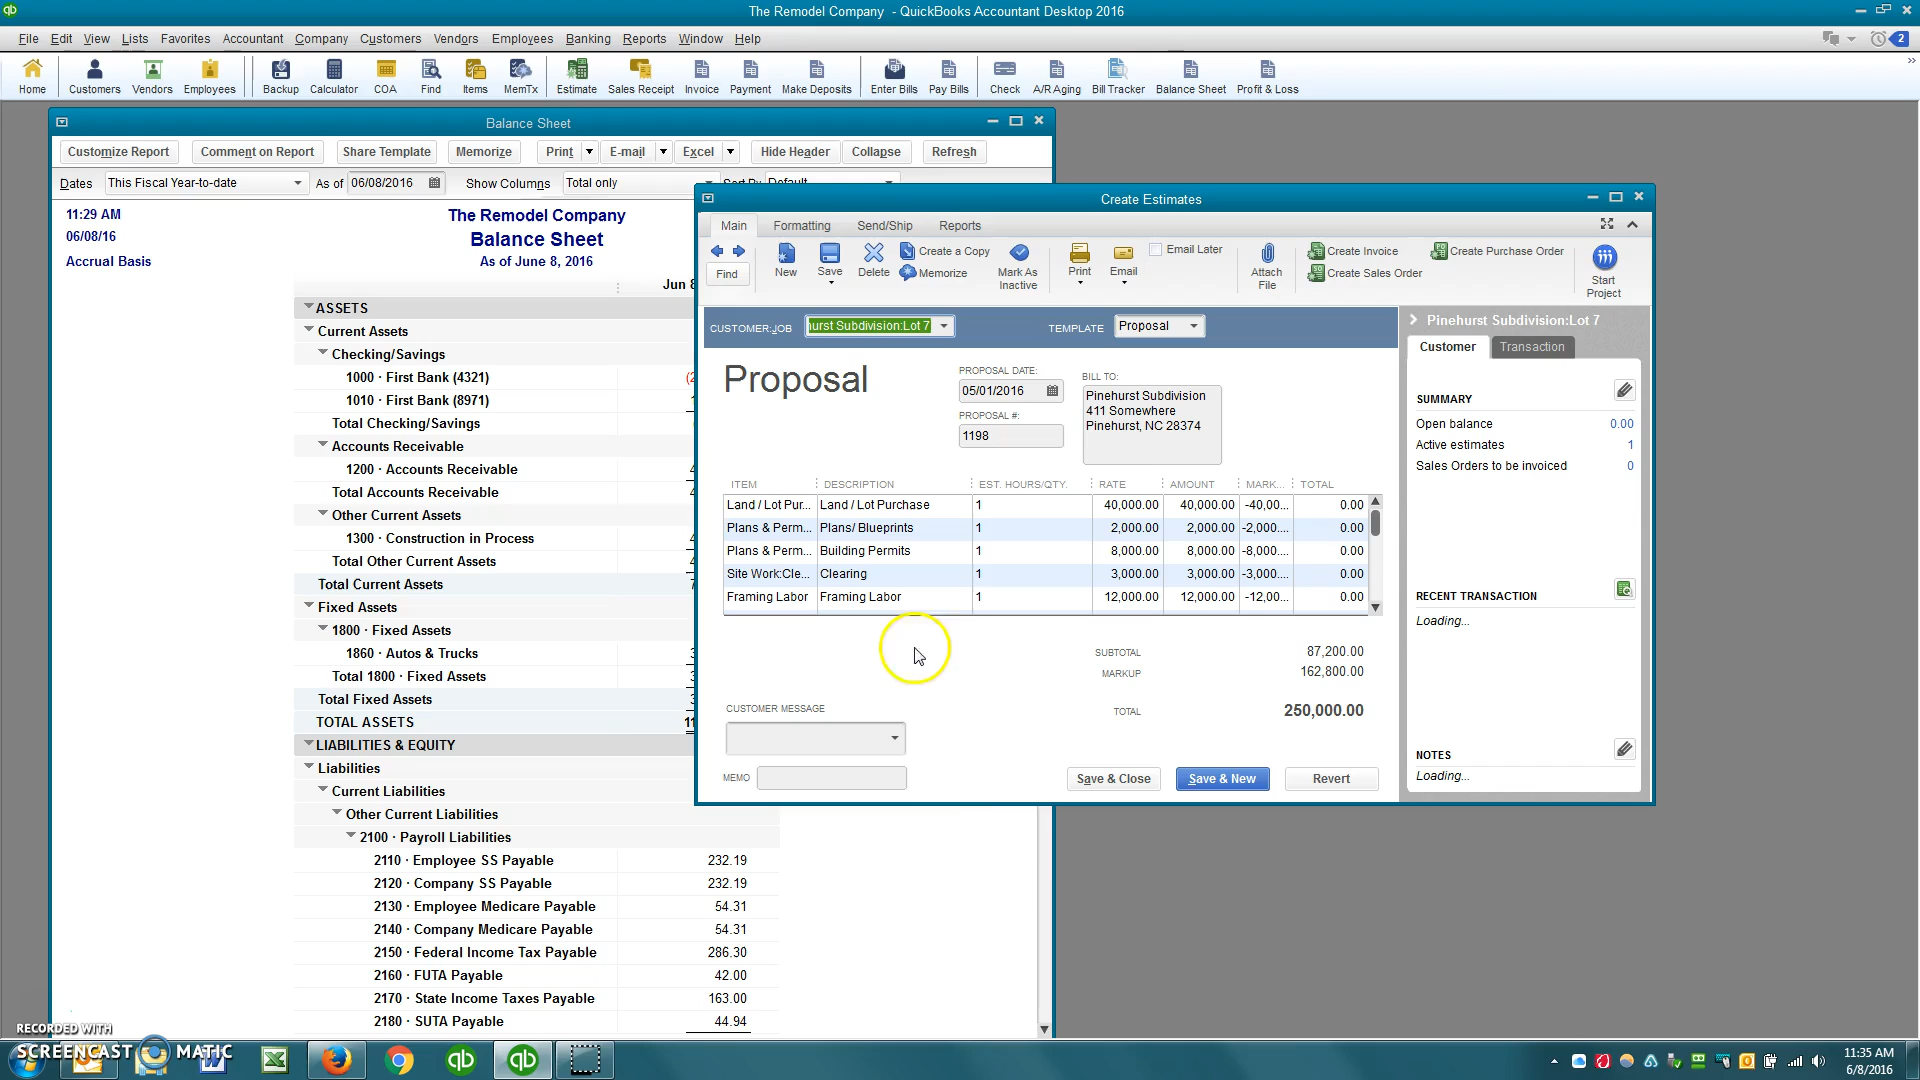 The Remodel Company - QuickBooks Accountant Desktop 2016
File Edit View Lists Favorites Accountant Company Customers Vendors Employees Banking Reports Window Help
2
Home Customers Vendors Employees Backup Calculator COA Find Items MemTx Estimate Sales Receipt Invoice Payment Make Deposits Enter Bills Pay Bills Check A/R Aging Bill Tracker Balance Sheet Profit & Loss
Balance Sheet
Customize Report Comment on Report Share Template Memorize Print E-mail Excel Hide Header Collapse Refresh
Dates This Fiscal Year-to-date As of 06/08/2016 Show Columns Total only Sort By Default
11:29 AM
06/08/16
Accrual Basis
The Remodel Company
Balance Sheet
As of June 8, 2016
Jun 8
ASSETS
Current Assets
Checking/Savings
1000 · First Bank (4321)
1010 · First Bank (8971)
Total Checking/Savings
Accounts Receivable
1200 · Accounts Receivable
Total Accounts Receivable
Other Current Assets
1300 · Construction in Process
Total Other Current Assets
Total Current Assets
Fixed Assets
1800 · Fixed Assets
1860 · Autos & Trucks
Total 1800 · Fixed Assets
Total Fixed Assets
TOTAL ASSETS
LIABILITIES & EQUITY
Liabilities
Current Liabilities
Other Current Liabilities
2100 · Payroll Liabilities
2110 · Employee SS Payable 232.19
2120 · Company SS Payable 232.19
2130 · Employee Medicare Payable 54.31
2140 · Company Medicare Payable 54.31
2150 · Federal Income Tax Payable 286.30
2160 · FUTA Payable 42.00
2170 · State Income Taxes Payable 163.00
2180 · SUTA Payable 44.94
Create Estimates
Main Formatting Send/Ship Reports
Find New Save Delete Create a Copy Memorize Mark As Inactive Print Email Email Later Attach File Create Invoice Create Sales Order Create Purchase Order Start Project
CUSTOMER:JOB hurst Subdivision:Lot 7 TEMPLATE Proposal
Proposal
PROPOSAL DATE:
05/01/2016
PROPOSAL #:
1198
BILL TO:
Pinehurst Subdivision
411 Somewhere
Pinehurst, NC 28374
ITEM DESCRIPTION EST. HOURS/QTY. RATE AMOUNT MARK... TOTAL
Land / Lot Pur... Land / Lot Purchase 1 40,000.00 40,000.00 -40,00.... 0.00
Plans & Perm... Plans/ Blueprints 1 2,000.00 2,000.00 -2,000.... 0.00
Plans & Perm... Building Permits 1 8,000.00 8,000.00 -8,000.... 0.00
Site Work:Cle... Clearing 1 3,000.00 3,000.00 -3,000.... 0.00
Framing Labor Framing Labor 1 12,000.00 12,000.00 -12,00... 0.00
SUBTOTAL 87,200.00
MARKUP 162,800.00
TOTAL 250,000.00
CUSTOMER MESSAGE
MEMO
Save & Close Save & New Revert
Pinehurst Subdivision:Lot 7
Customer Transaction
SUMMARY
Open balance 0.00
Active estimates 1
Sales Orders to be invoiced 0
RECENT TRANSACTION
Loading...
NOTES
Loading...
RECORDED WITH
SCREENCAST MATIC
11:35 AM
6/8/2016